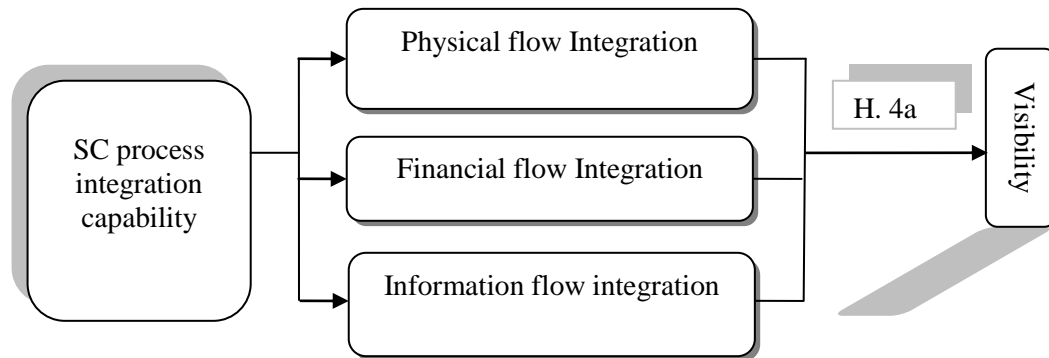 Physical flow Integration
SC process
integration
capability
Financial flow Integration
Information flow integration
H. 4a
Visibility